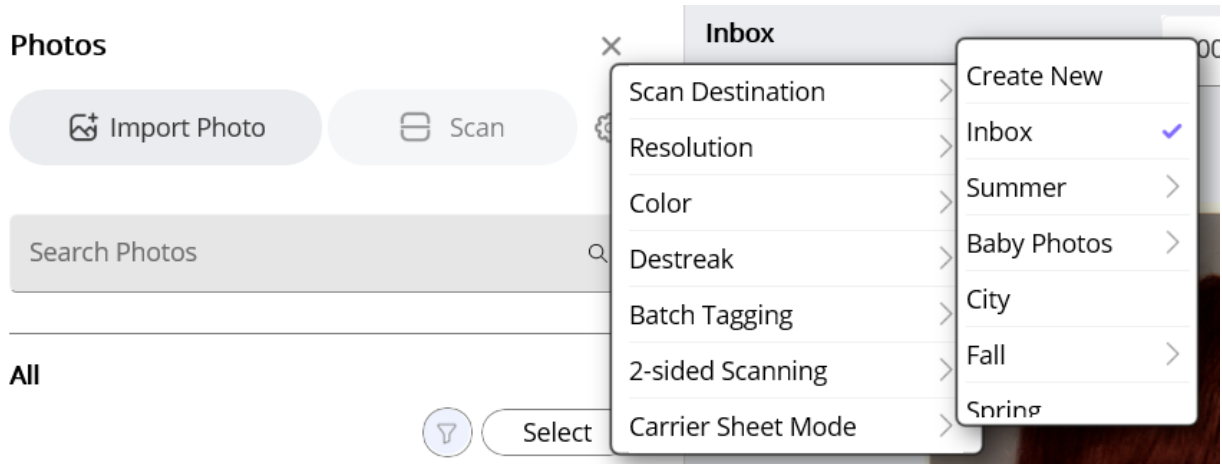 Photos
Import Photo
Scan
Search Photos
All
Select
Inbox
Scan Destination
Resolution
Color
Destreak
Batch Tagging
2-sided Scanning
Carrier Sheet Mode
Create New
Inbox
Summer
Baby Photos
City
Fall
Spring